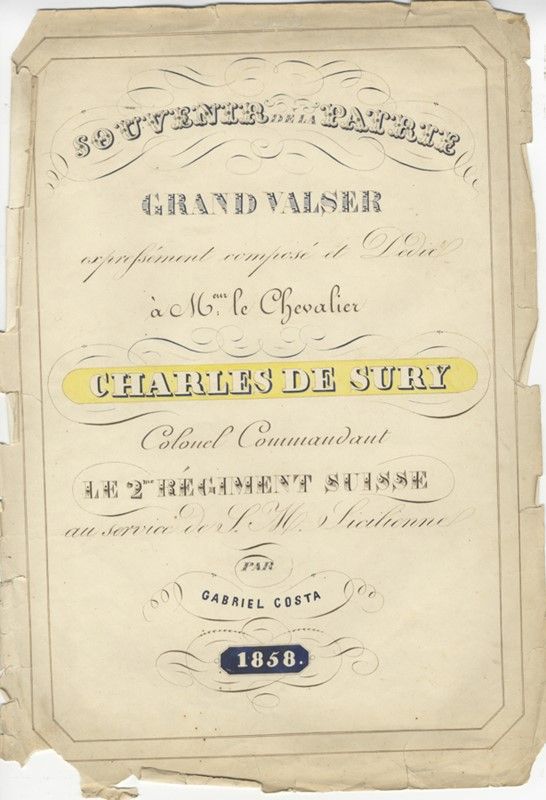 SOUVENIR DE LA PATRIE
GRAND VALSER
expressément composé et Dédié
à M.eur le Chevalier
CHARLES DE SURY
Colonel Commandant
LE 2me RÉGIMENT SUISSE
au service de S. M. Sicilienne
PAR
GABRIEL COSTA
1858.